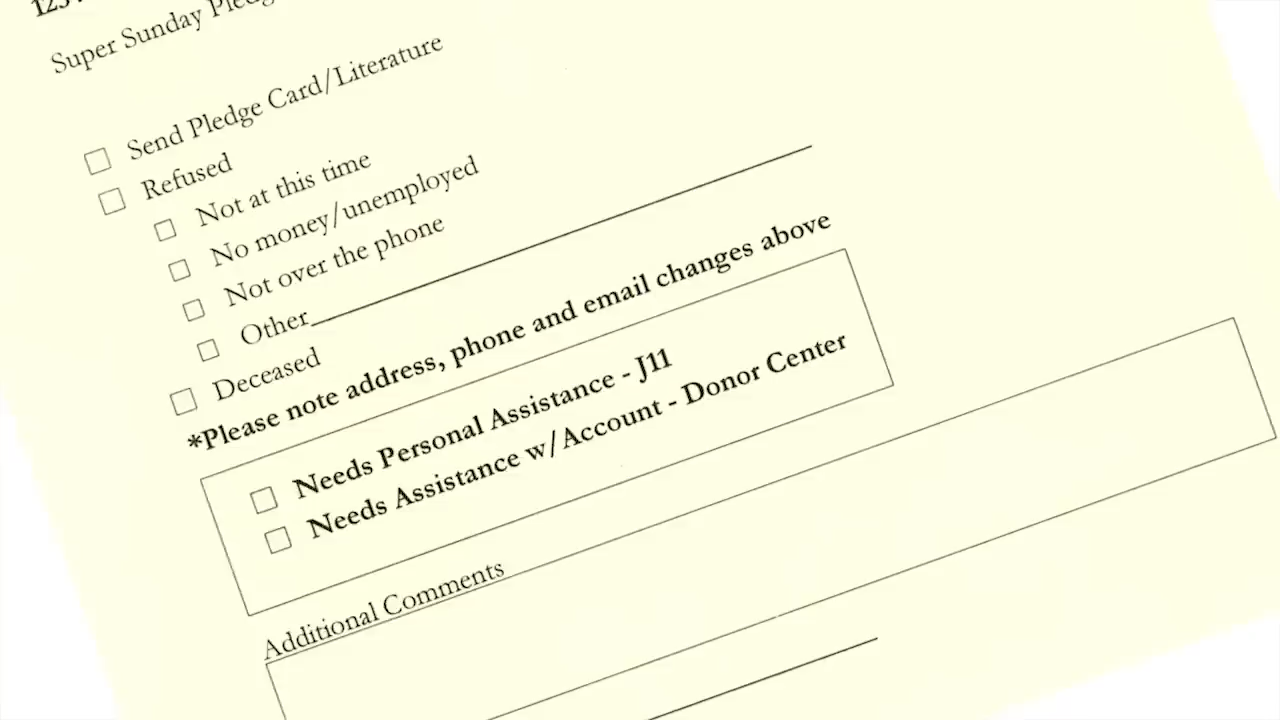 Super Sunday
Send Pledge Card/Literature
Refused
Not at this time
No money/unemployed
Not over the phone
Other
Deceased
*Please note address, phone and email changes above
Needs Personal Assistance - J11
Needs Assistance w/Account - Donor Center
Additional Comments